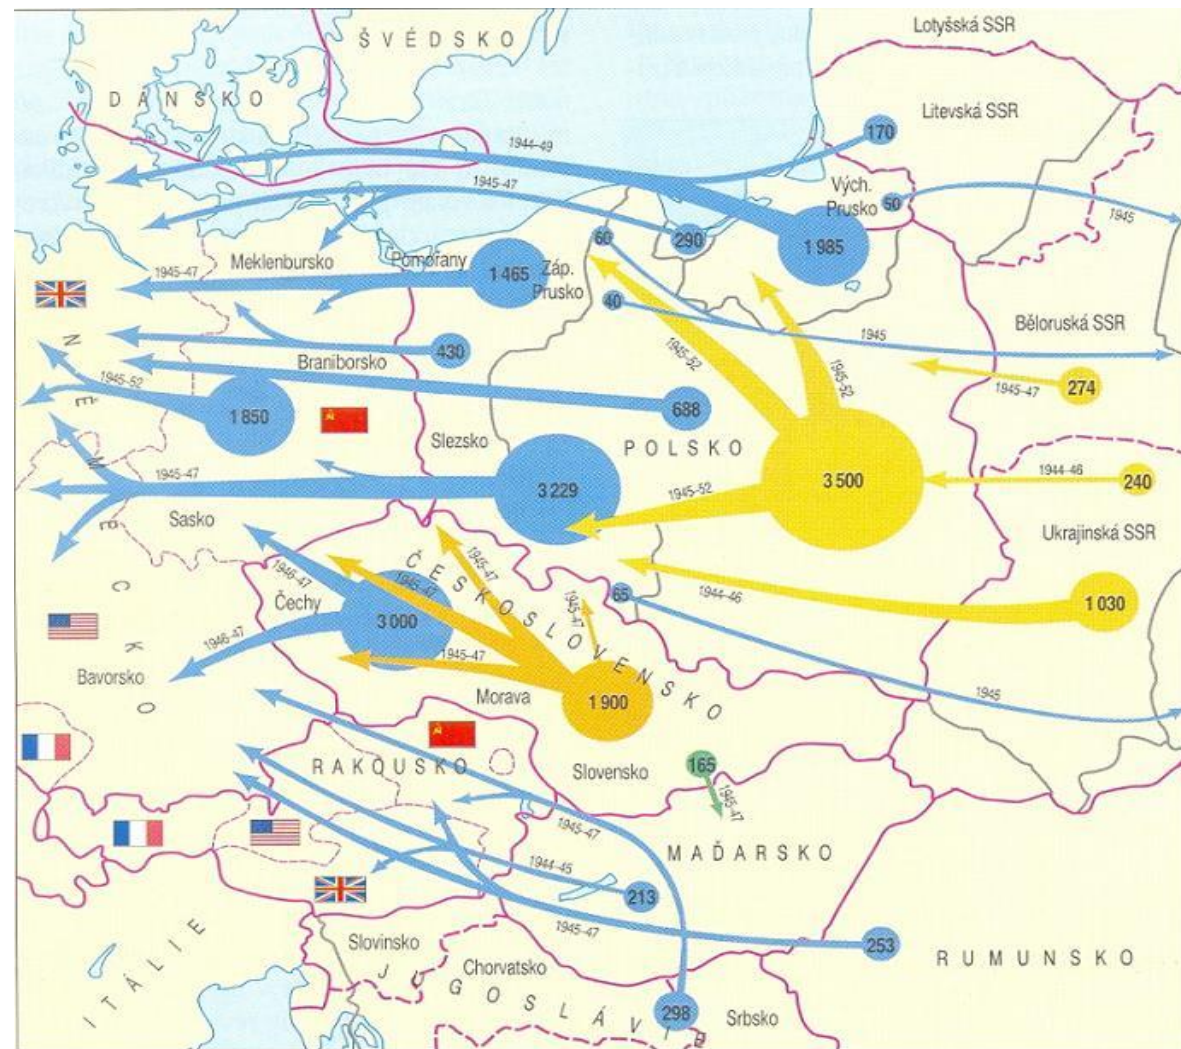 Lotyšská SSR
ŠVÉDSKO
DÁNSKO
Litevská SSR
170
1944–49
1945–47
Vých.
Prusko
50
1945
60
290
1 985
Meklenbursko
Pomořany
1945–47
1 465
Záp.
Prusko
40
1945
Běloruská SSR
430
Braniborsko
1945–52
1945–52
1945–47
274
NĚMECKO
1945–52
1 850
688
Slezsko
POLSKO
1945–47
3 229
1945–52
3 500
1944–46
240
Sasko
Ukrajinská SSR
ČESKOSLOVENSKO
1946–47
1945–47
1945–47
1945–47
65
1944–46
1 030
Čechy
3 000
1946–47
1945–47
Bavorsko
Morava
1 900
1945
RAKOUSKO
Slovensko
165
1945–47
1945–47
MAĎARSKO
1944–45
213
1945–47
253
ITÁLIE
Slovinsko
JUGOSLÁVIE
Chorvatsko
RUMUNSKO
298
Srbsko